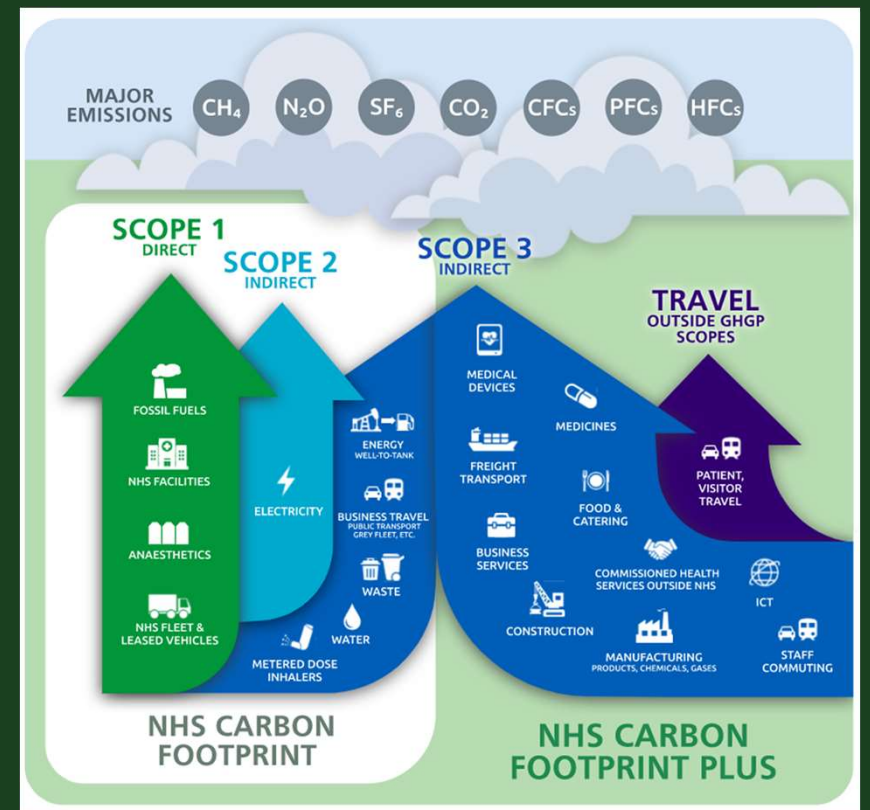 MAJOR
EMISSIONS
CH₄
N₂O
SF₆
CO₂
CFCs
PFCs
HFCs
SCOPE 1
DIRECT
SCOPE 2
INDIRECT
SCOPE 3
INDIRECT
TRAVEL
OUTSIDE GHGP
SCOPES
FOSSIL FUELS
NHS FACILITIES
ANAESTHETICS
NHS FLEET &
LEASED VEHICLES
ELECTRICITY
ENERGY
WELL-TO-TANK
BUSINESS TRAVEL
PUBLIC TRANSPORT
GREY FLEET, ETC.
WASTE
WATER
METERED DOSE
INHALERS
MEDICAL
DEVICES
MEDICINES
FREIGHT
TRANSPORT
FOOD &
CATERING
BUSINESS
SERVICES
COMMISSIONED HEALTH
SERVICES OUTSIDE NHS
CONSTRUCTION
MANUFACTURING
PRODUCTS, CHEMICALS, GASES
ICT
STAFF
COMMUTING
PATIENT,
VISITOR
TRAVEL
NHS CARBON
FOOTPRINT
NHS CARBON
FOOTPRINT PLUS